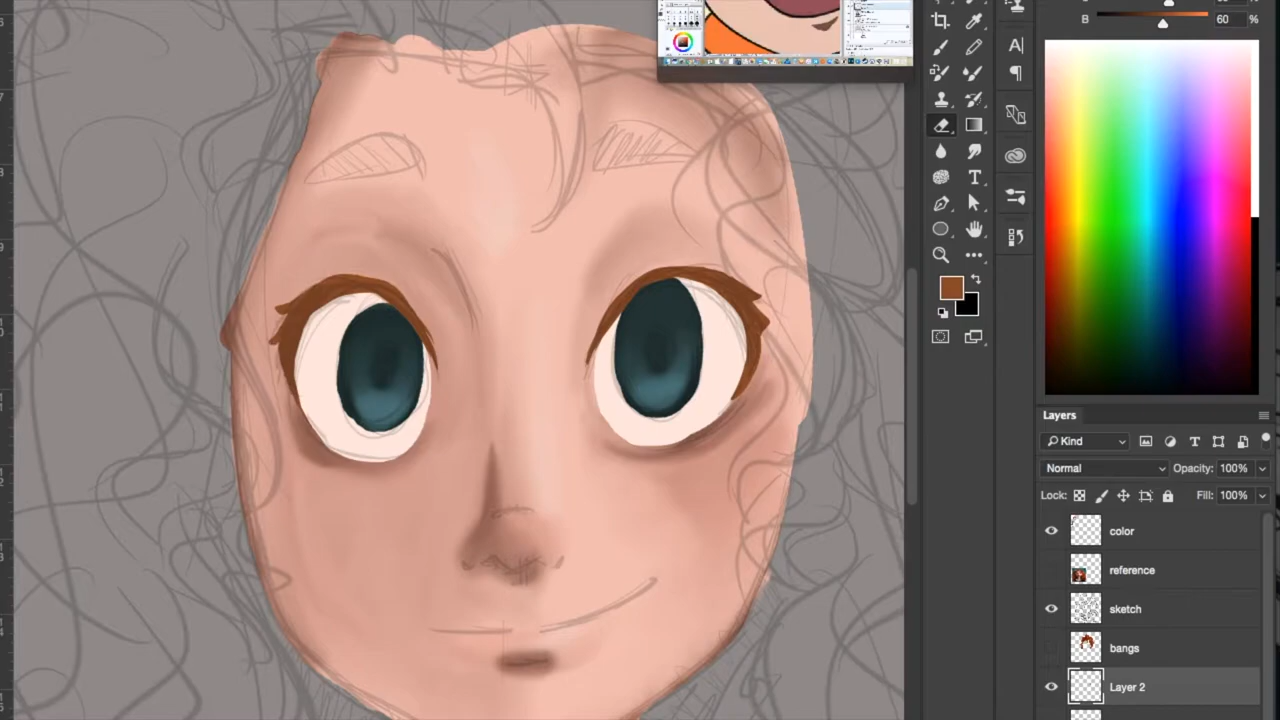 B 60 %
Layers
Kind
Normal Opacity: 100%
Lock: Fill: 100%
color
reference
sketch
bangs
Layer 2